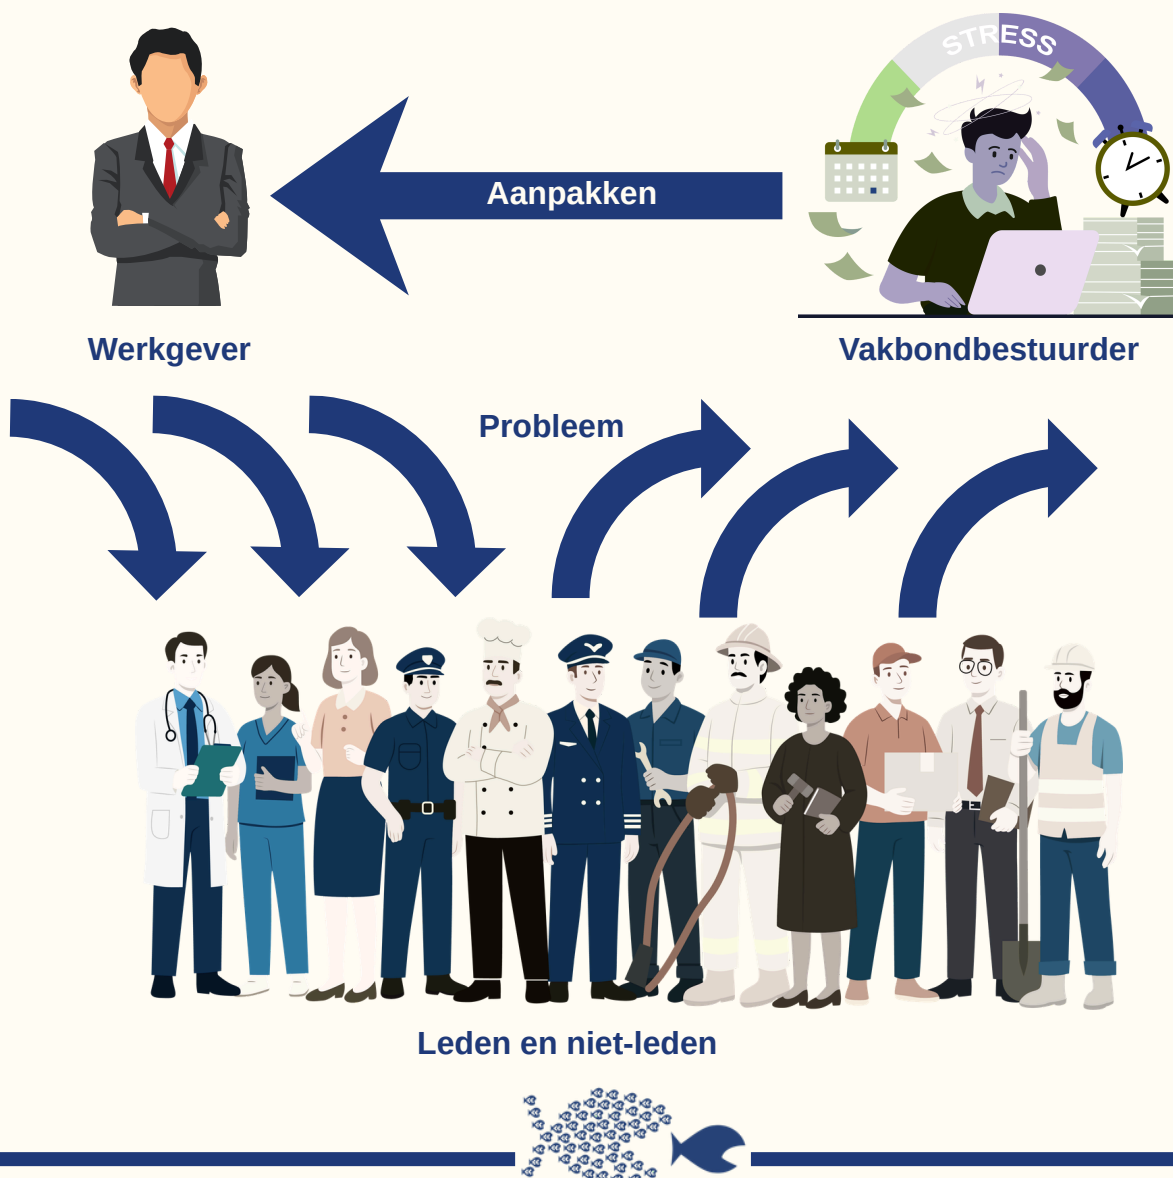 STRESS
Aanpakken
Werkgever
Vakbondbestuurder
Probleem
Leden en niet-leden